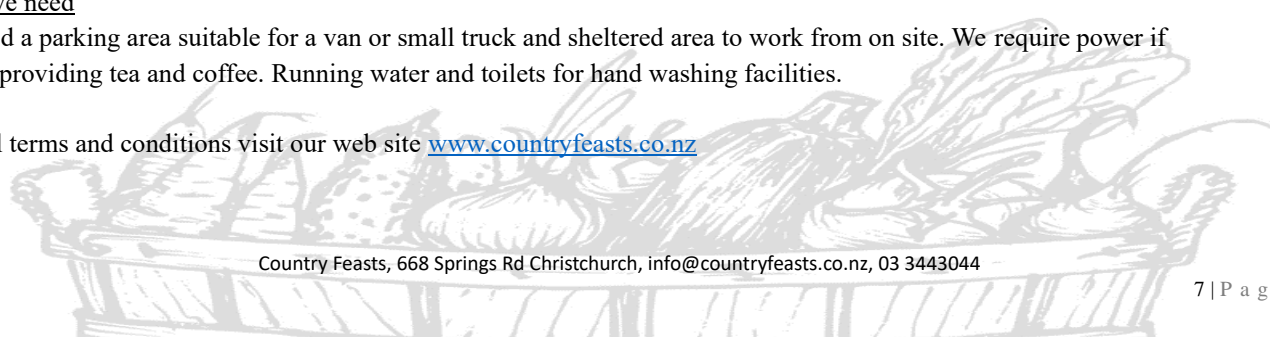 ve need
d a parking area suitable for a van or small truck and sheltered area to work from on site. We require power if
providing tea and coffee. Running water and toilets for hand washing facilities.
l terms and conditions visit our web site www.countryfeasts.co.nz
Country Feasts, 668 Springs Rd Christchurch, info@countryfeasts.co.nz, 03 3443044
7 | P a g